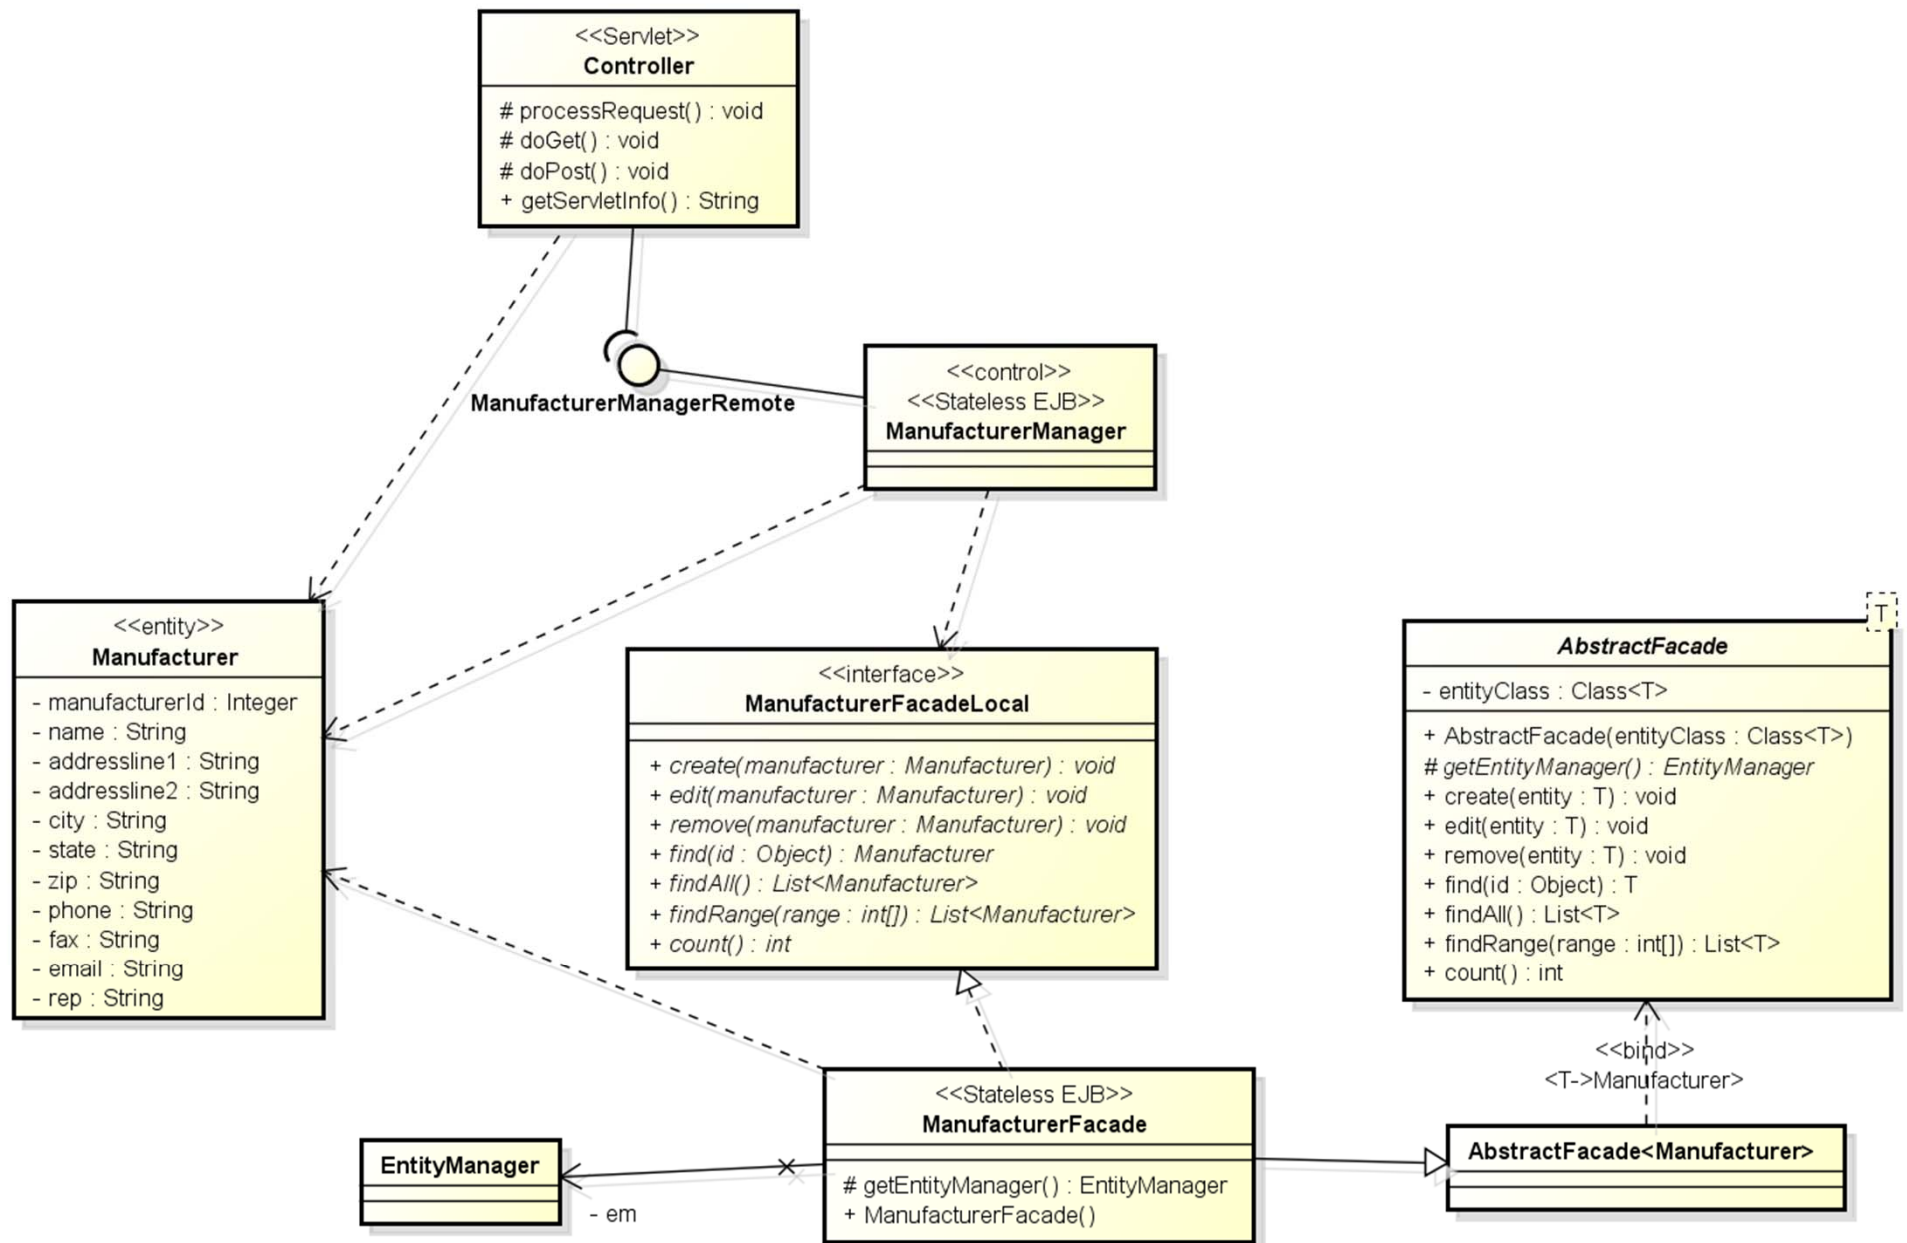 <<Servlet>>
Controller
# processRequest() : void
# doGet() : void
# doPost() : void
+ getServletInfo() : String
ManufacturerManagerRemote
<<control>>
<<Stateless EJB>>
ManufacturerManager
<<entity>>
Manufacturer
- manufacturerId : Integer
- name : String
- addressline1 : String
- addressline2 : String
- city : String
- state : String
- zip : String
- phone : String
- fax : String
- email : String
- rep : String
<<interface>>
ManufacturerFacadeLocal
+ create(manufacturer : Manufacturer) : void
+ edit(manufacturer : Manufacturer) : void
+ remove(manufacturer : Manufacturer) : void
+ find(id : Object) : Manufacturer
+ findAll() : List<Manufacturer>
+ findRange(range : int[]) : List<Manufacturer>
+ count() : int
T
AbstractFacade
- entityClass : Class<T>
+ AbstractFacade(entityClass : Class<T>)
# getEntityManager() : EntityManager
+ create(entity : T) : void
+ edit(entity : T) : void
+ remove(entity : T) : void
+ find(id : Object) : T
+ findAll() : List<T>
+ findRange(range : int[]) : List<T>
+ count() : int
<<bind>>
<T->Manufacturer>
EntityManager
- em
<<Stateless EJB>>
ManufacturerFacade
# getEntityManager() : EntityManager
+ ManufacturerFacade()
AbstractFacade<Manufacturer>